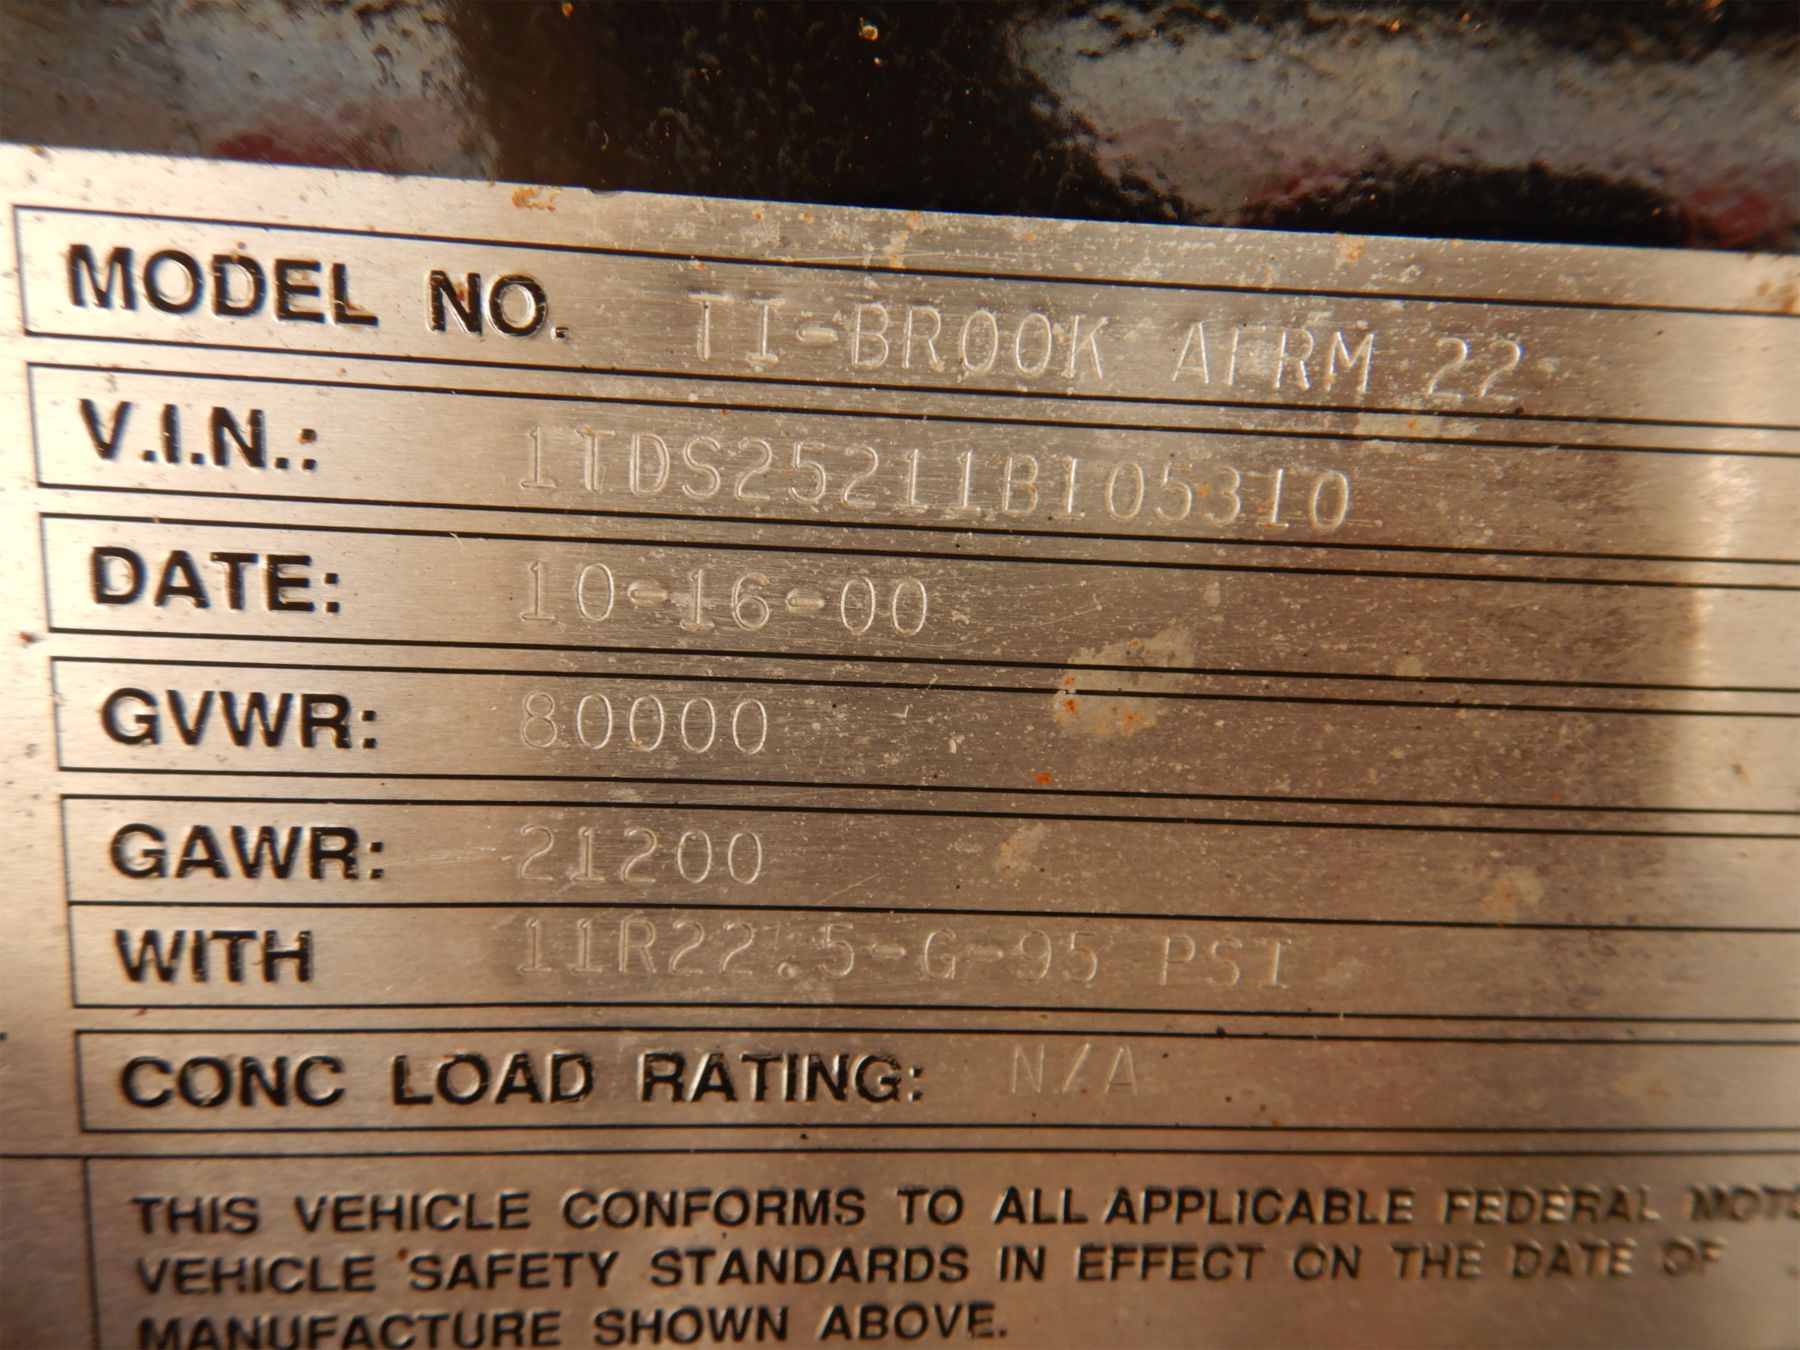 MODEL NO. TI-BROOK AFRM 22
V.I.N.: 1TDS25211B105310
DATE: 10-16-00
GVWR: 80000
GAWR: 21200
WITH 11R22.5-G-95 PSI
CONC LOAD RATING: N/A
THIS VEHICLE CONFORMS TO ALL APPLICABLE FEDERAL MOTO
VEHICLE SAFETY STANDARDS IN EFFECT ON THE DATE OF
MANUFACTURE SHOWN ABOVE.